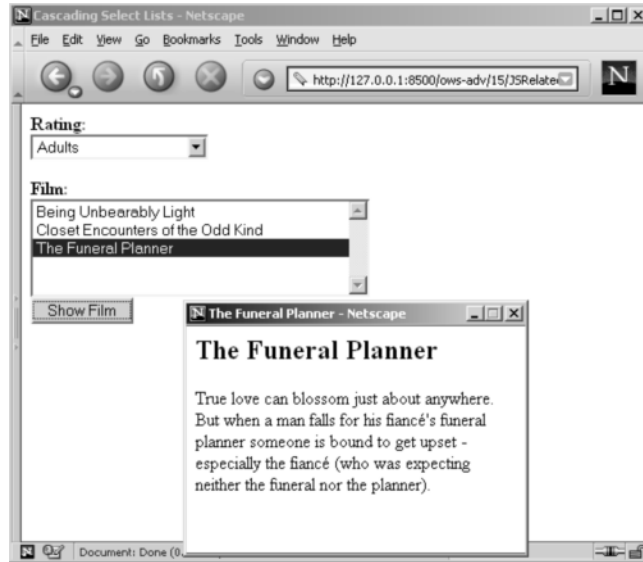 Cascading Select Lists - Netscape
File Edit View Go Bookmarks Tools Window Help
http://127.0.0.1:8500/ows-adv/15/JSRelate
N
Rating:
Adults
Film:
Being Unbearably Light
Closet Encounters of the Odd Kind
The Funeral Planner
Show Film
The Funeral Planner - Netscape
The Funeral Planner
True love can blossom just about anywhere.
But when a man falls for his fiancé's funeral
planner someone is bound to get upset -
especially the fiancé (who was expecting
neither the funeral nor the planner).
Document: Done (0.